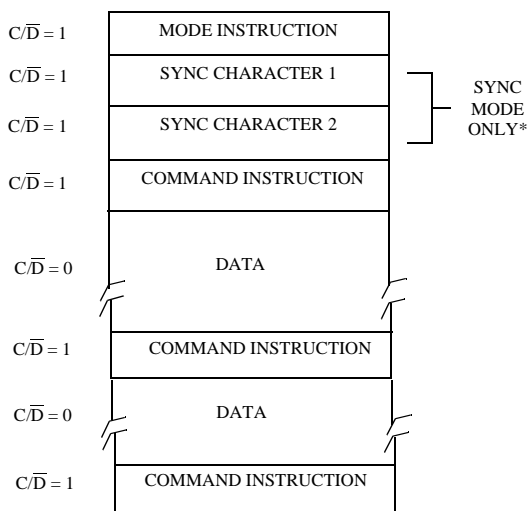 C/D̅ = 1 MODE INSTRUCTION
C/D̅ = 1 SYNC CHARACTER 1
C/D̅ = 1 SYNC CHARACTER 2
SYNC
MODE
ONLY*
C/D̅ = 1 COMMAND INSTRUCTION
C/D̅ = 0 DATA
C/D̅ = 1 COMMAND INSTRUCTION
C/D̅ = 0 DATA
C/D̅ = 1 COMMAND INSTRUCTION